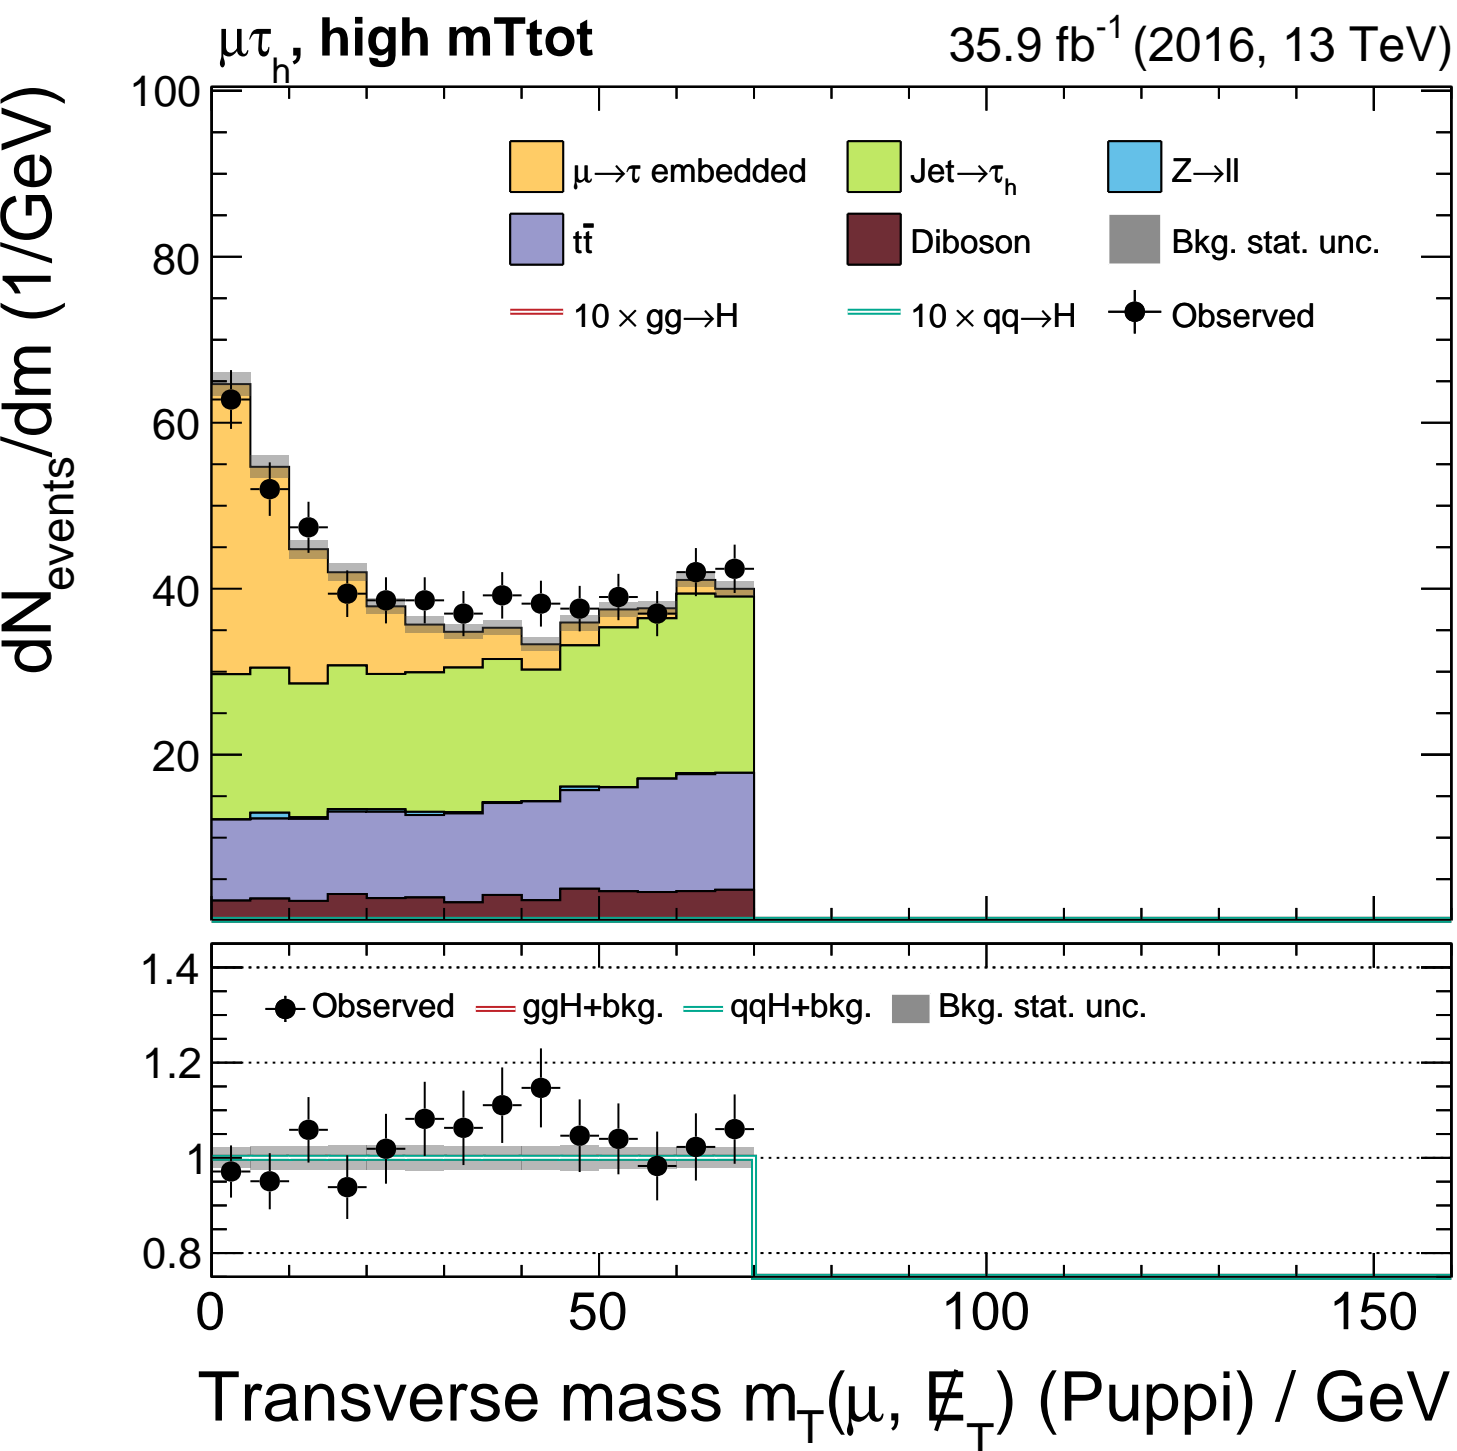 μτh, high mTtot 35.9 fb-1 (2016, 13 TeV)
dNevents/dm (1/GeV)
100
80
60
40
20
μ→τ embedded Jet→τh Z→ll
tt̄ Diboson Bkg. stat. unc.
10 × gg→H 10 × qq→H Observed
1.4
1.2
1
0.8
Observed ggH+bkg. qqH+bkg. Bkg. stat. unc.
0 50 100 150
Transverse mass mT(μ, E̸T) (Puppi) / GeV